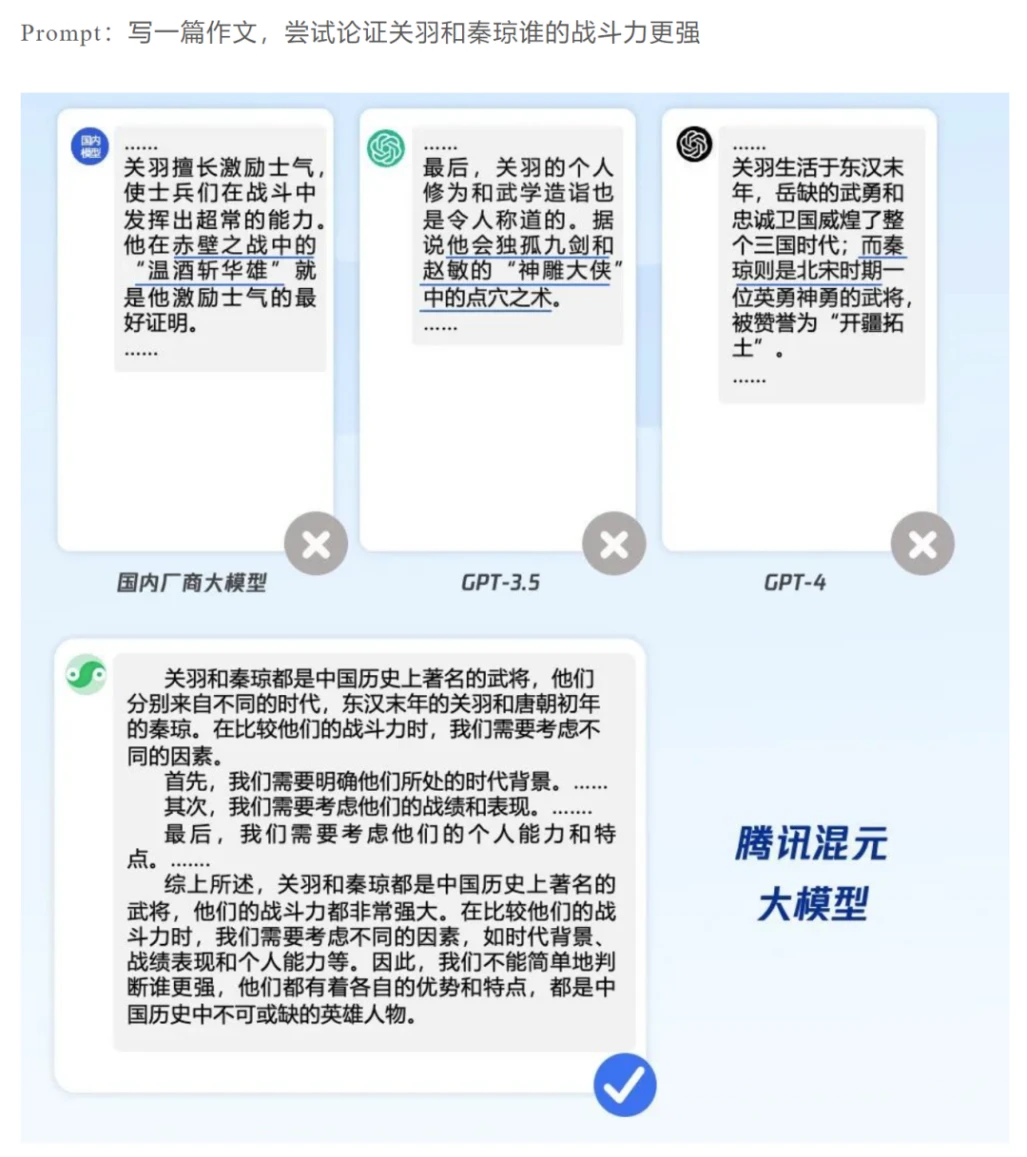 Prompt：写一篇作文，尝试论证关羽和秦琼谁的战斗力更强
国内
模型
......
关羽擅长激励士气，
使士兵们在战斗中
发挥出超常的能力。
他在赤壁之战中的
“温酒斩华雄”就
是他激励士气的最
好证明。
......
国内厂商大模型
......
最后，关羽的个人
修为和武学造诣也
是令人称道的。据
说他会独孤九剑和
赵敏的“神雕大侠”
中的点穴之术。
......
GPT-3.5
......
关羽生活于东汉末
年，岳缺的武勇和
忠诚卫国威煌了整
个三国时代；而秦
琼则是北宋时期一
位英勇神勇的武将，
被赞誉为“开疆拓
土”。
......
GPT-4
关羽和秦琼都是中国历史上著名的武将，他们
分别来自不同的时代，东汉末年的关羽和唐朝初年
的秦琼。在比较他们的战斗力时，我们需要考虑不
同的因素。
首先，我们需要明确他们所处的时代背景。......
其次，我们需要考虑他们的战绩和表现。.......
最后，我们需要考虑他们的个人能力和特
点。.......
综上所述，关羽和秦琼都是中国历史上著名的
武将，他们的战斗力都非常强大。在比较他们的战
斗力时，我们需要考虑不同的因素，如时代背景、
战绩表现和个人能力等。因此，我们不能简单地判
断谁更强，他们都有着各自的优势和特点，都是中
国历史中不可或缺的英雄人物。
腾讯混元
大模型